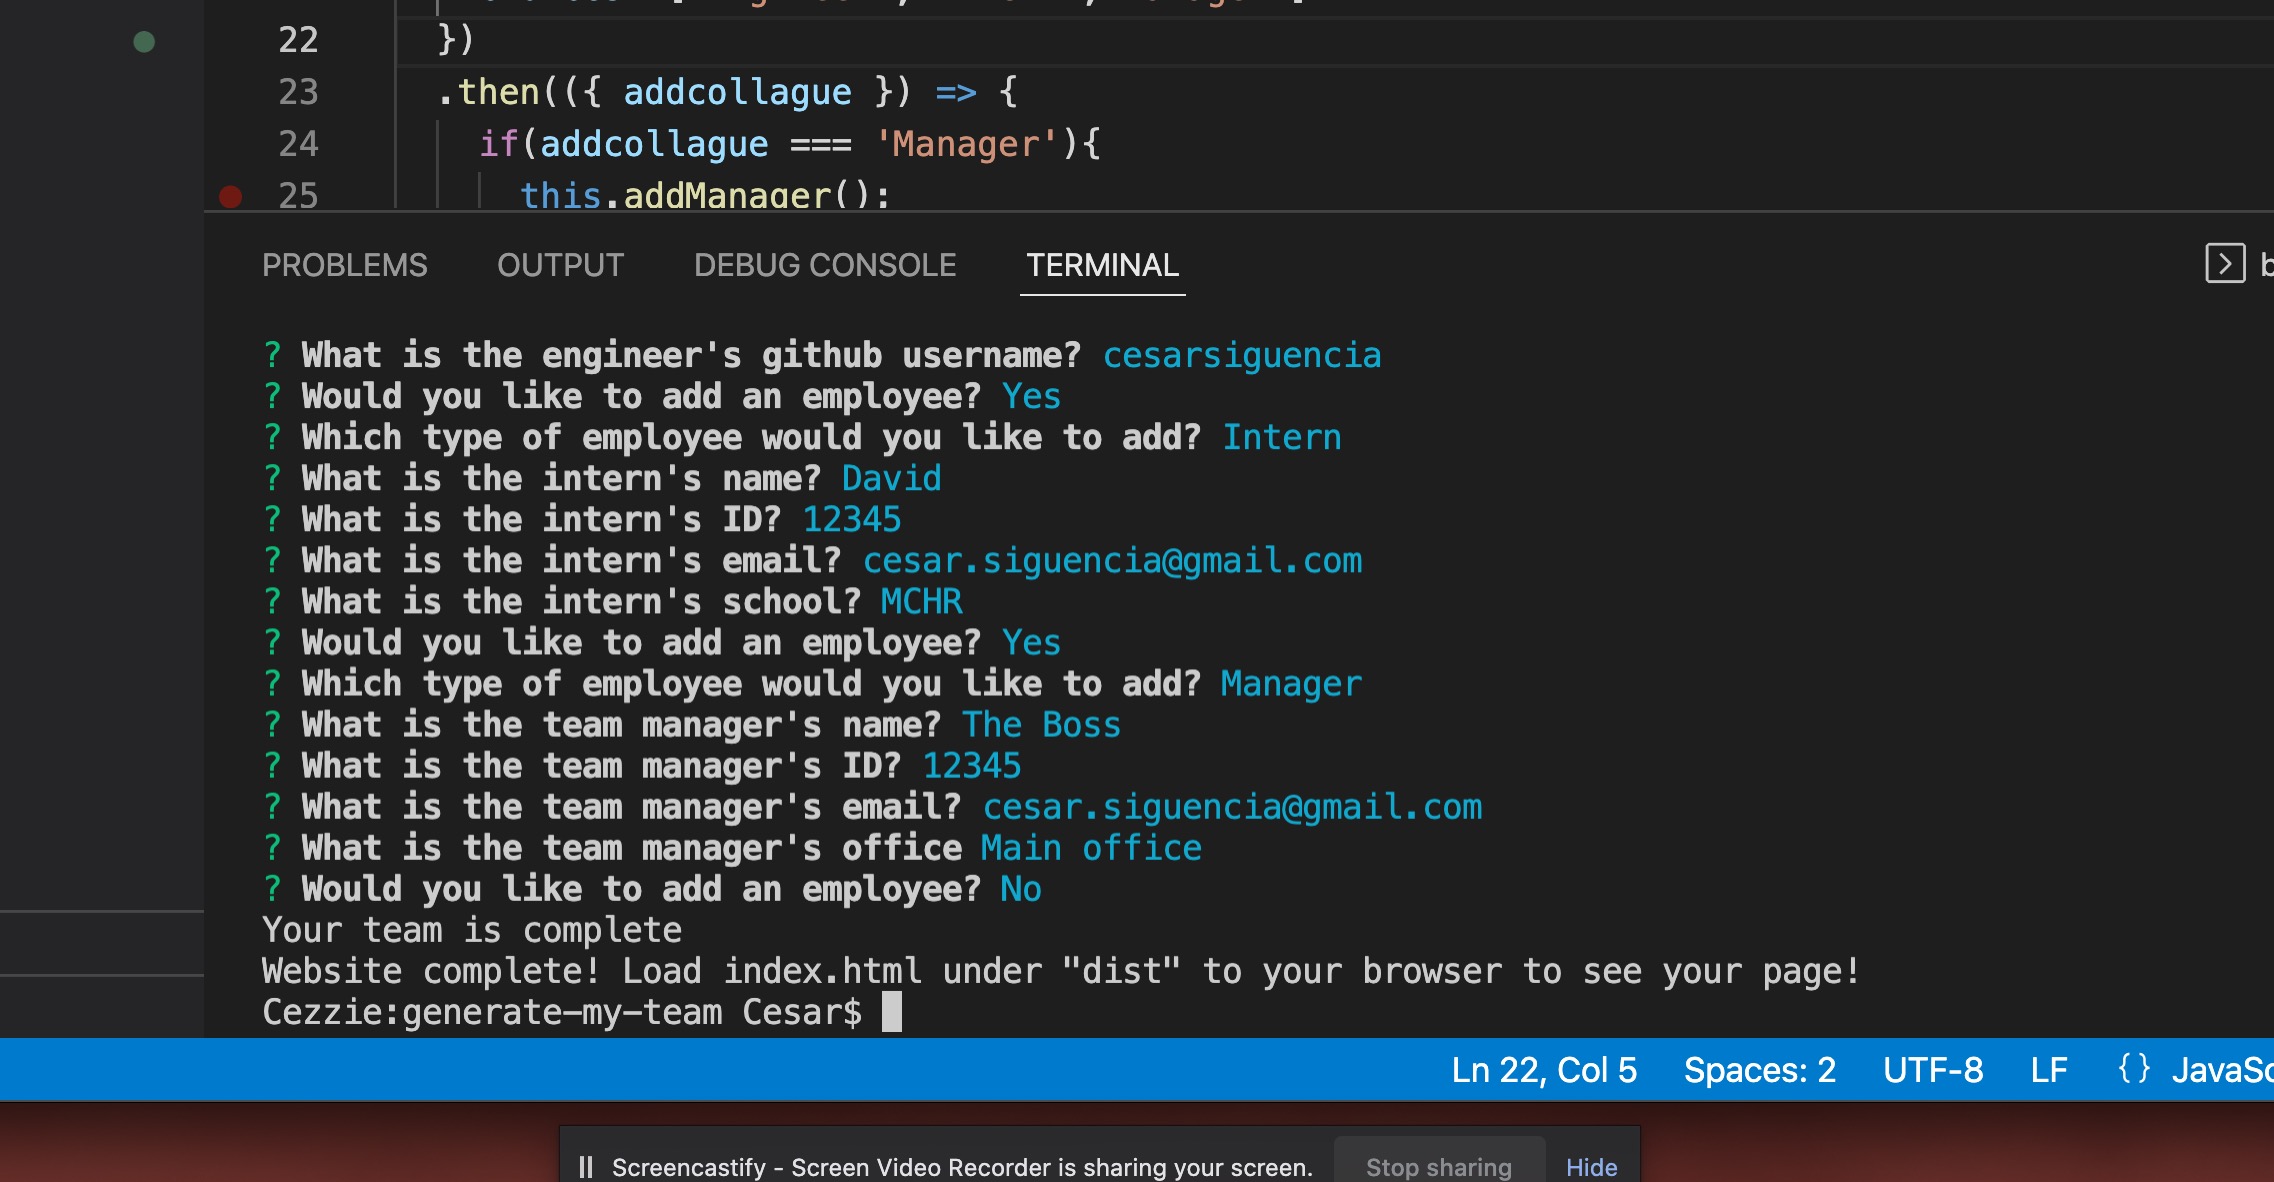 22 })
23 .then(({ addcollague }) => {
24 if(addcollague === 'Manager'){
25 this.addManager();
PROBLEMS OUTPUT DEBUG CONSOLE TERMINAL
? What is the engineer's github username? cesarsiguencia
? Would you like to add an employee? Yes
? Which type of employee would you like to add? Intern
? What is the intern's name? David
? What is the intern's ID? 12345
? What is the intern's email? cesar.siguencia@gmail.com
? What is the intern's school? MCHR
? Would you like to add an employee? Yes
? Which type of employee would you like to add? Manager
? What is the team manager's name? The Boss
? What is the team manager's ID? 12345
? What is the team manager's email? cesar.siguencia@gmail.com
? What is the team manager's office Main office
? Would you like to add an employee? No
Your team is complete
Website complete! Load index.html under "dist" to your browser to see your page!
Cezzie:generate-my-team Cesar$
Ln 22, Col 5 Spaces: 2 UTF-8 LF {} JavaSc
Screencastify - Screen Video Recorder is sharing your screen. Stop sharing Hide